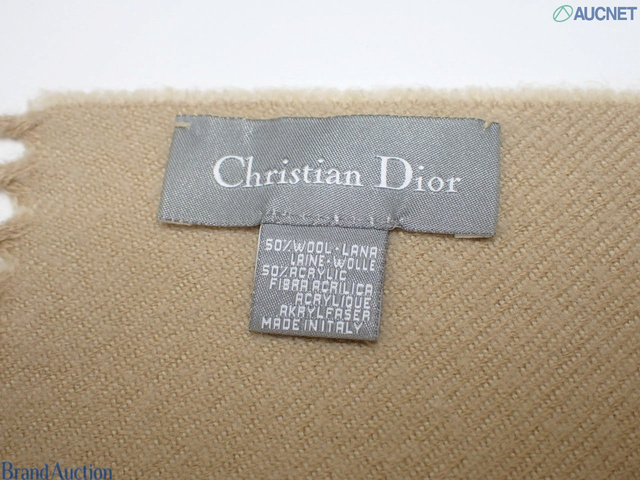 AUCNET
Christian Dior
50%WOOL·LANA
LAINE·WOLLE
50%ACRYLIC
FIBRA ACRILICA
ACRYLIQUE
AKRYLFASER
MADE IN ITALY
Brand Auction